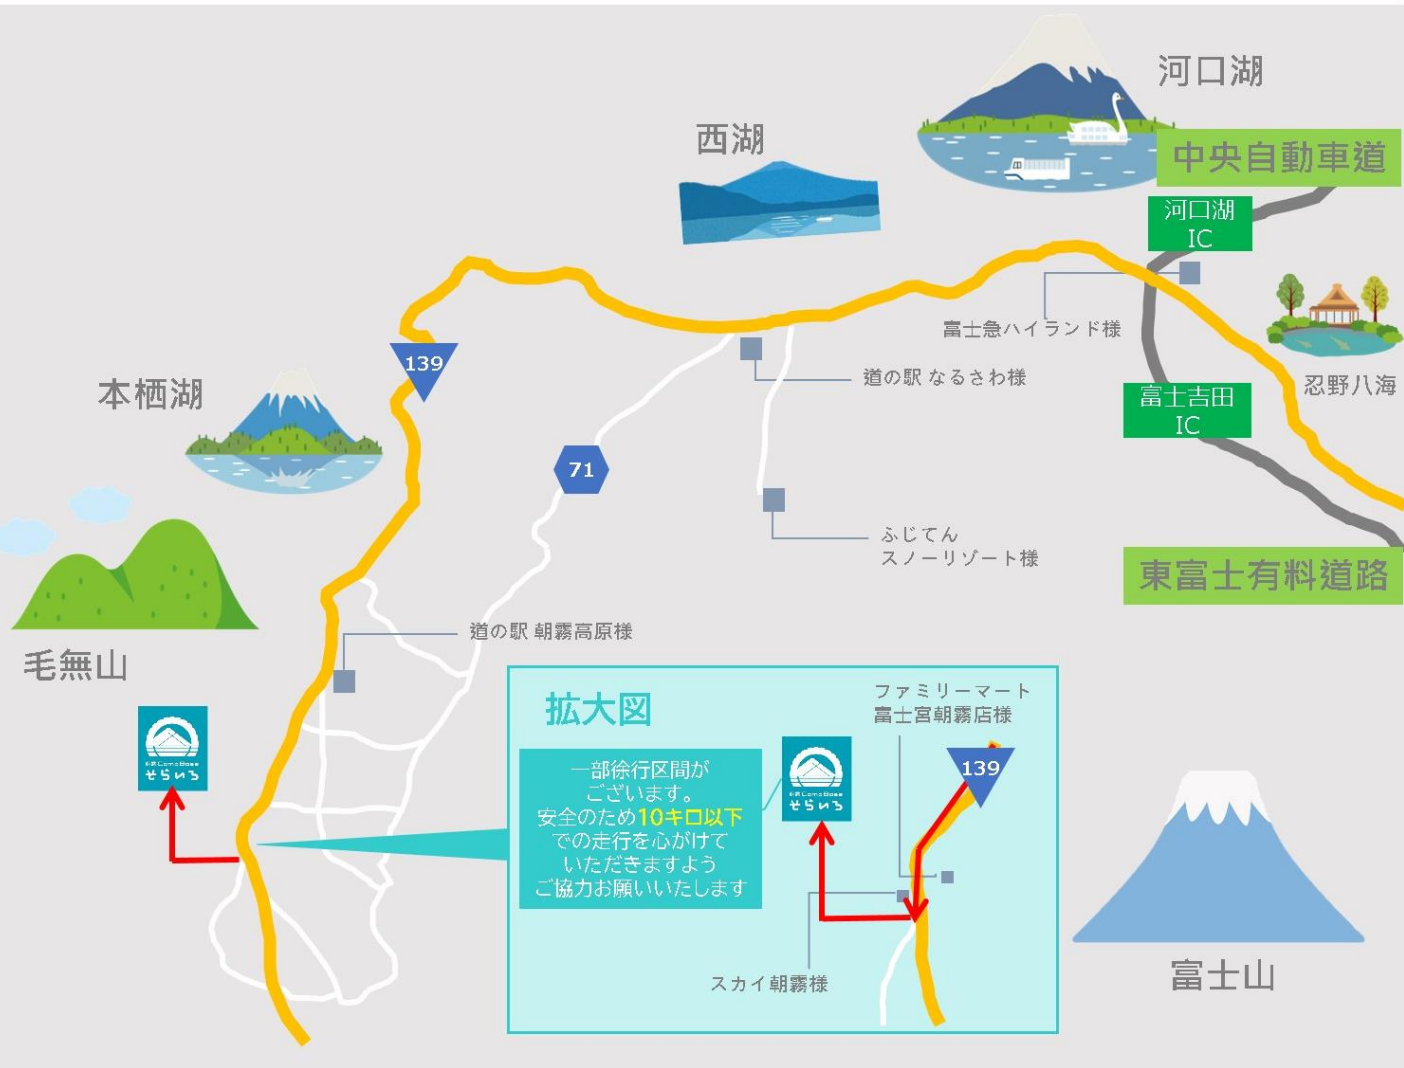 河口湖
西湖
中央自動車道
河口湖
IC
富士急ハイランド様
139
道の駅 なるさわ様
本栖湖
忍野八海
富士吉田
IC
71
ふじてん
スノーリゾート様
東富士有料道路
道の駅 朝霧高原様
毛無山
そらいろ
拡大図
ファミリーマート
富士宮朝霧店様
一部徐行区間が
ございます。
安全のため10キロ以下
での走行を心がけて
いただきますよう
ご協力お願いいたします
そらいろ
139
スカイ朝霧様
富士山